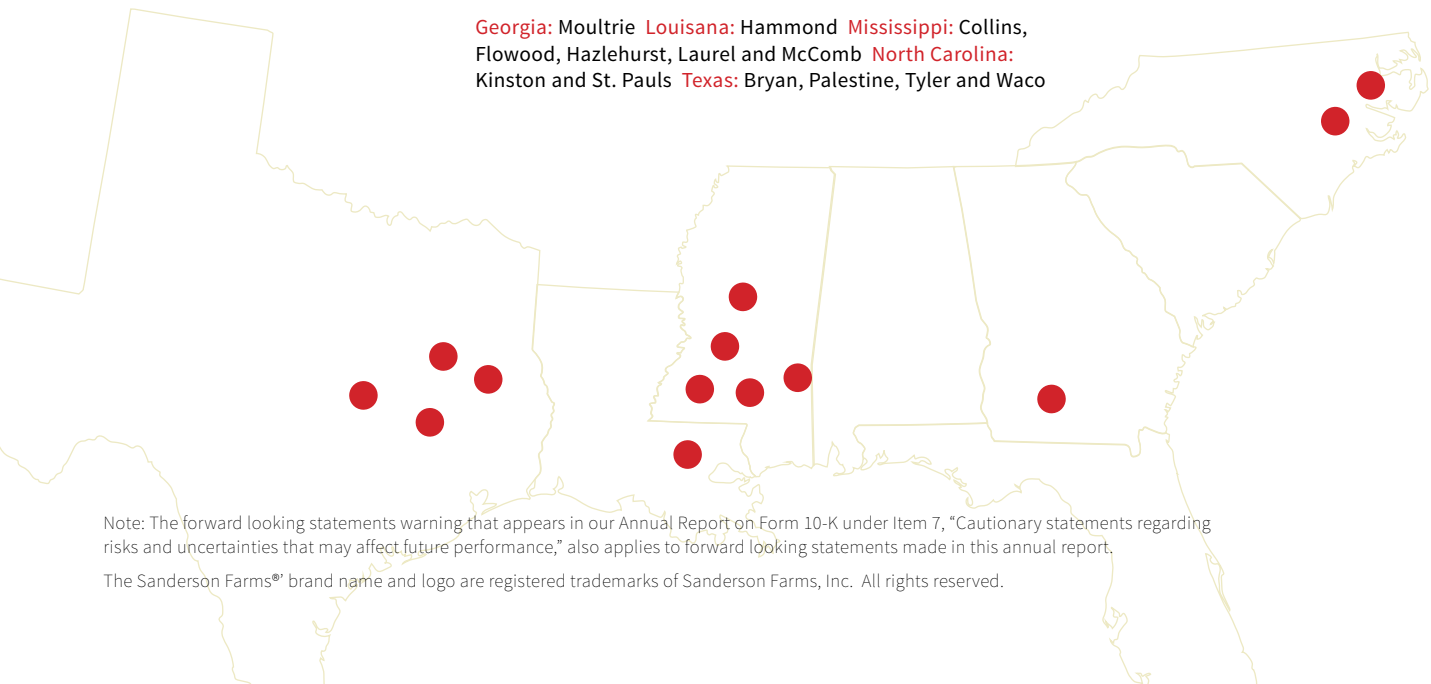 Georgia: Moultrie Louisana: Hammond Mississippi: Collins,
Flowood, Hazlehurst, Laurel and McComb North Carolina:
Kinston and St. Pauls Texas: Bryan, Palestine, Tyler and Waco
Note: The forward looking statements warning that appears in our Annual Report on Form 10-K under Item 7, “Cautionary statements regarding
risks and uncertainties that may affect future performance,” also applies to forward looking statements made in this annual report.
The Sanderson Farms®’ brand name and logo are registered trademarks of Sanderson Farms, Inc. All rights reserved.